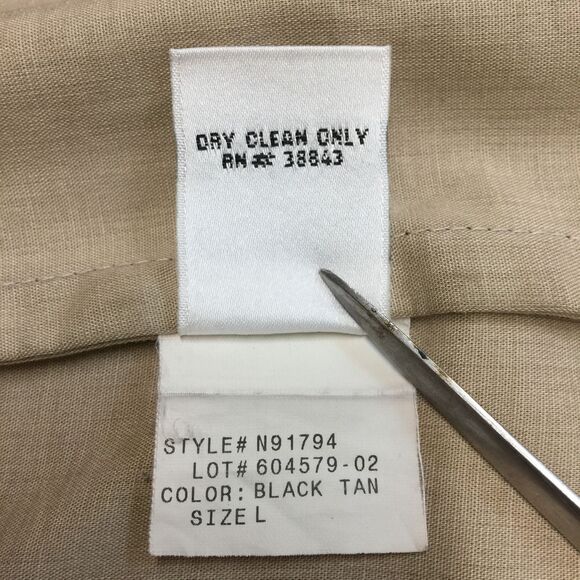 DRY CLEAN ONLY
RN# 38843
STYLE# N91794
LOT# 604579-02
COLOR: BLACK TAN
SIZE L